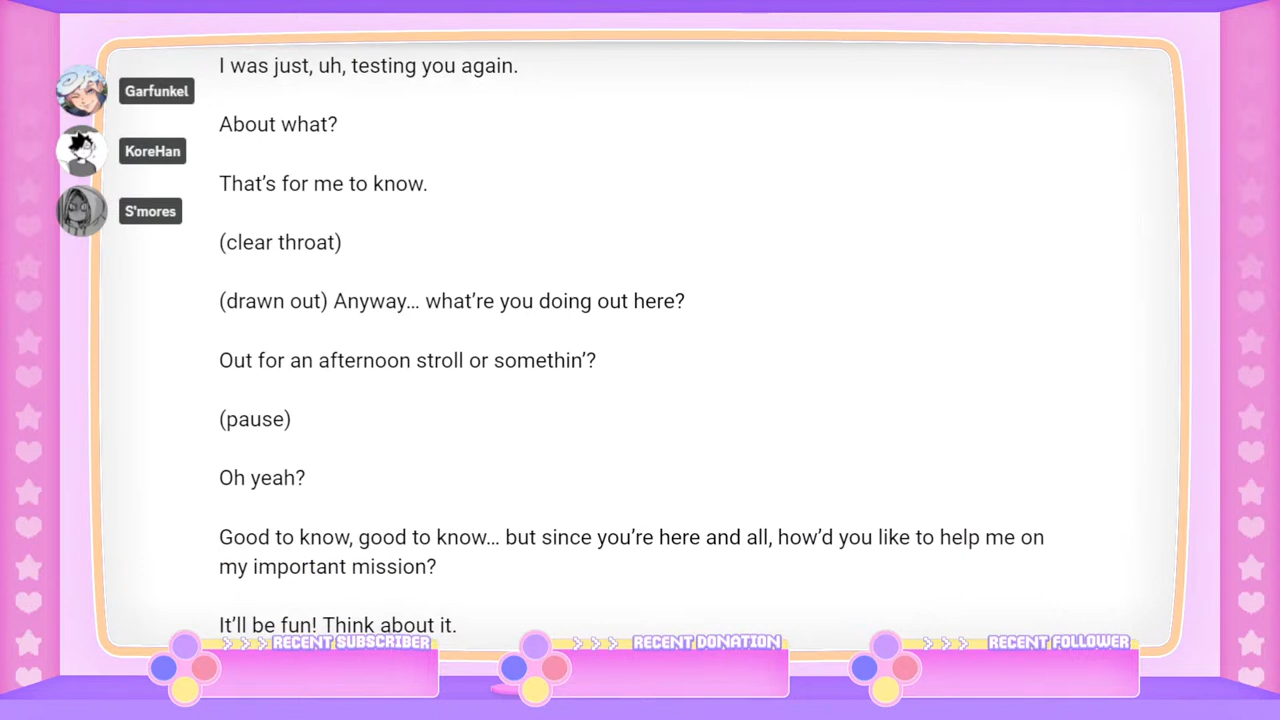 I was just, uh, testing you again.
Garfunkel
About what?
KoreHan
That’s for me to know.
S'mores
(clear throat)
(drawn out) Anyway… what’re you doing out here?
Out for an afternoon stroll or somethin’?
(pause)
Oh yeah?
Good to know, good to know… but since you’re here and all, how’d you like to help me on
my important mission?
It’ll be fun! Think about it.
> > > RECENT SUBSCRIBER
> > > RECENT DONATION
> > > RECENT FOLLOWER